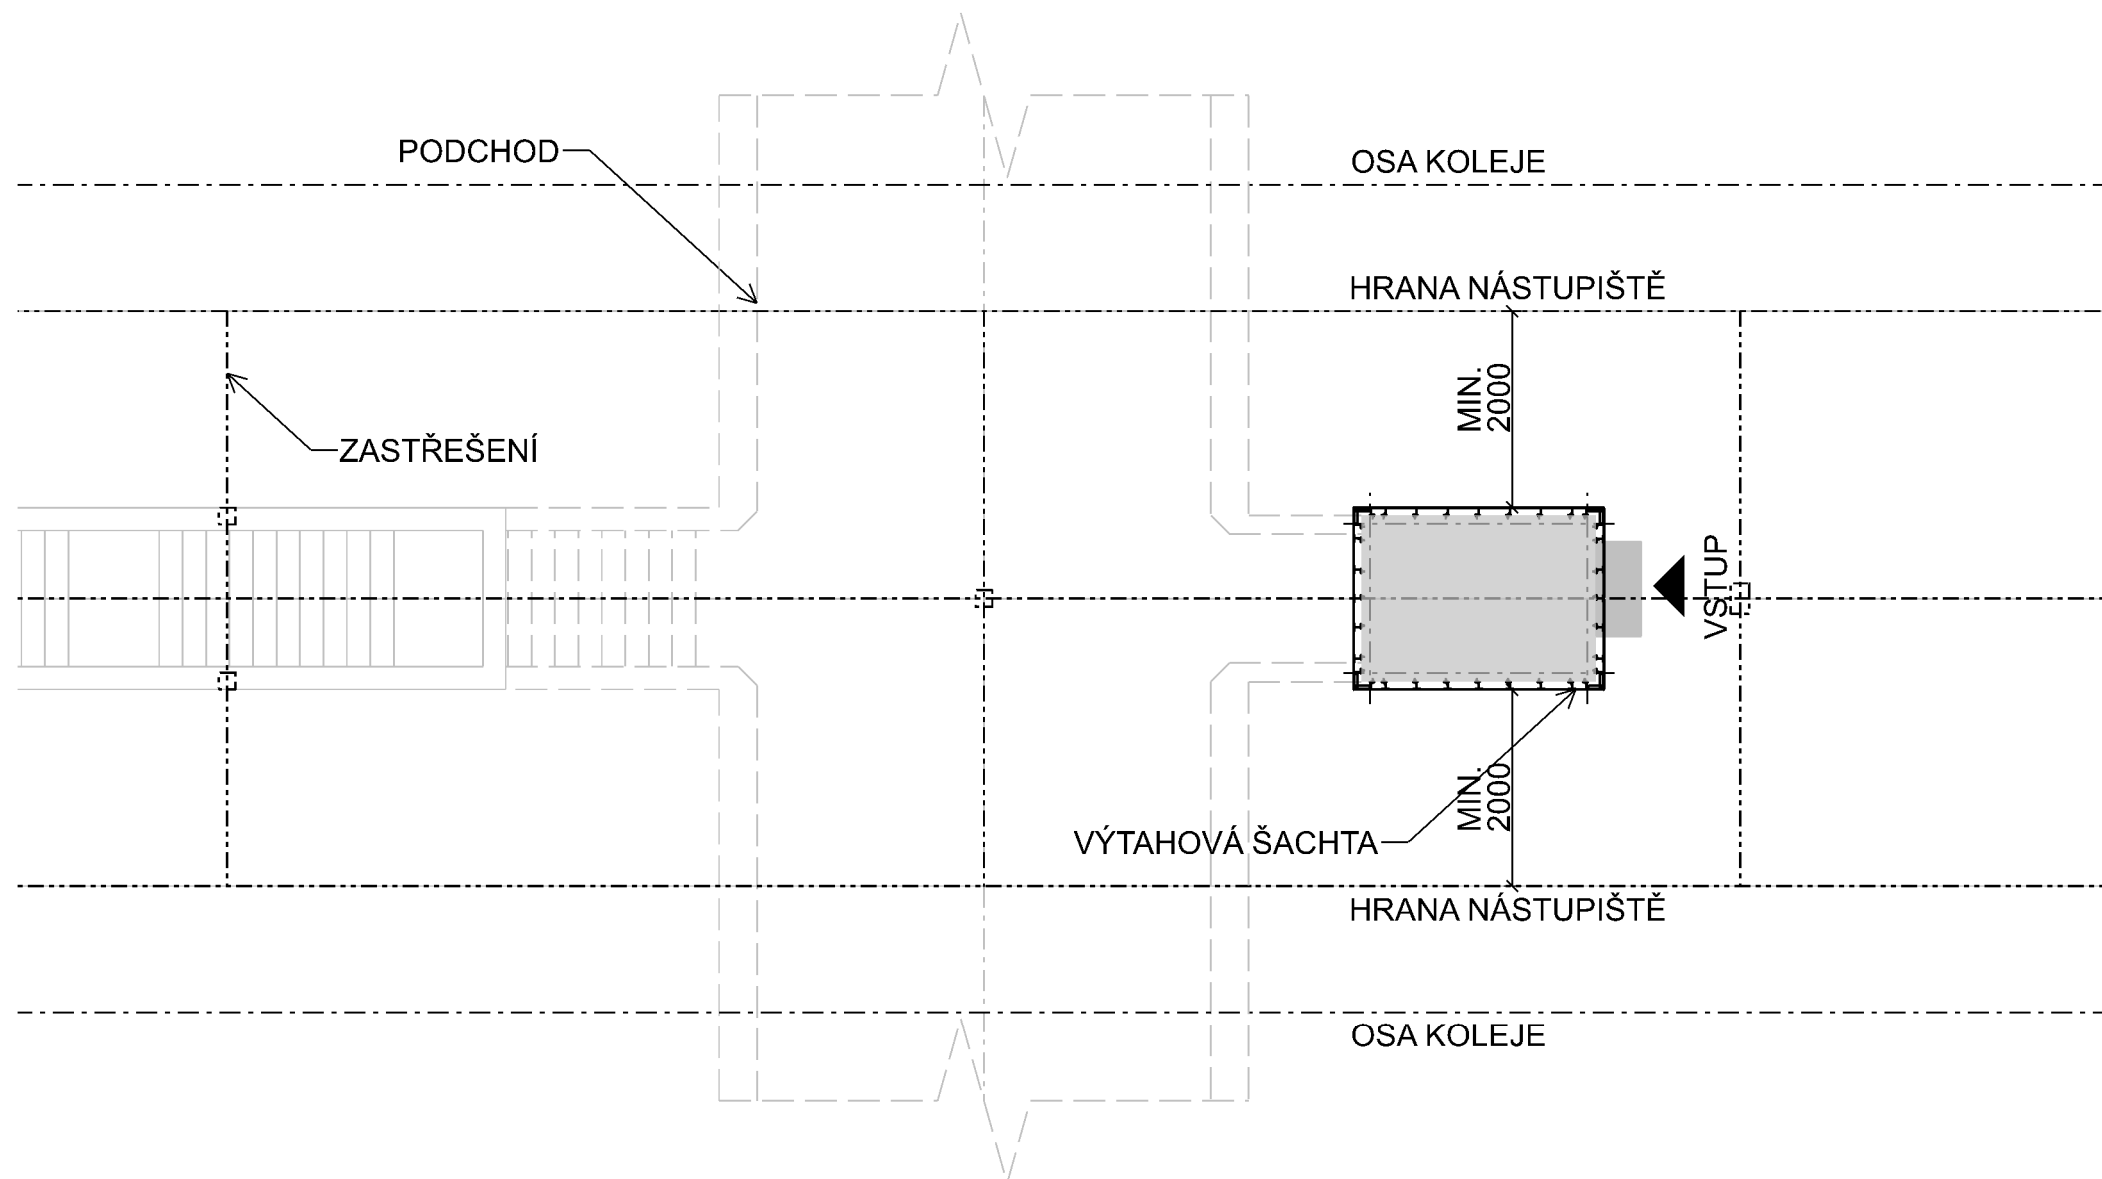 PODCHOD
OSA KOLEJE
HRANA NÁSTUPIŠTĚ
MIN.
2000
ZASTŘEŠENÍ
VSTUP
MIN.
2000
VÝTAHOVÁ ŠACHTA
HRANA NÁSTUPIŠTĚ
OSA KOLEJE